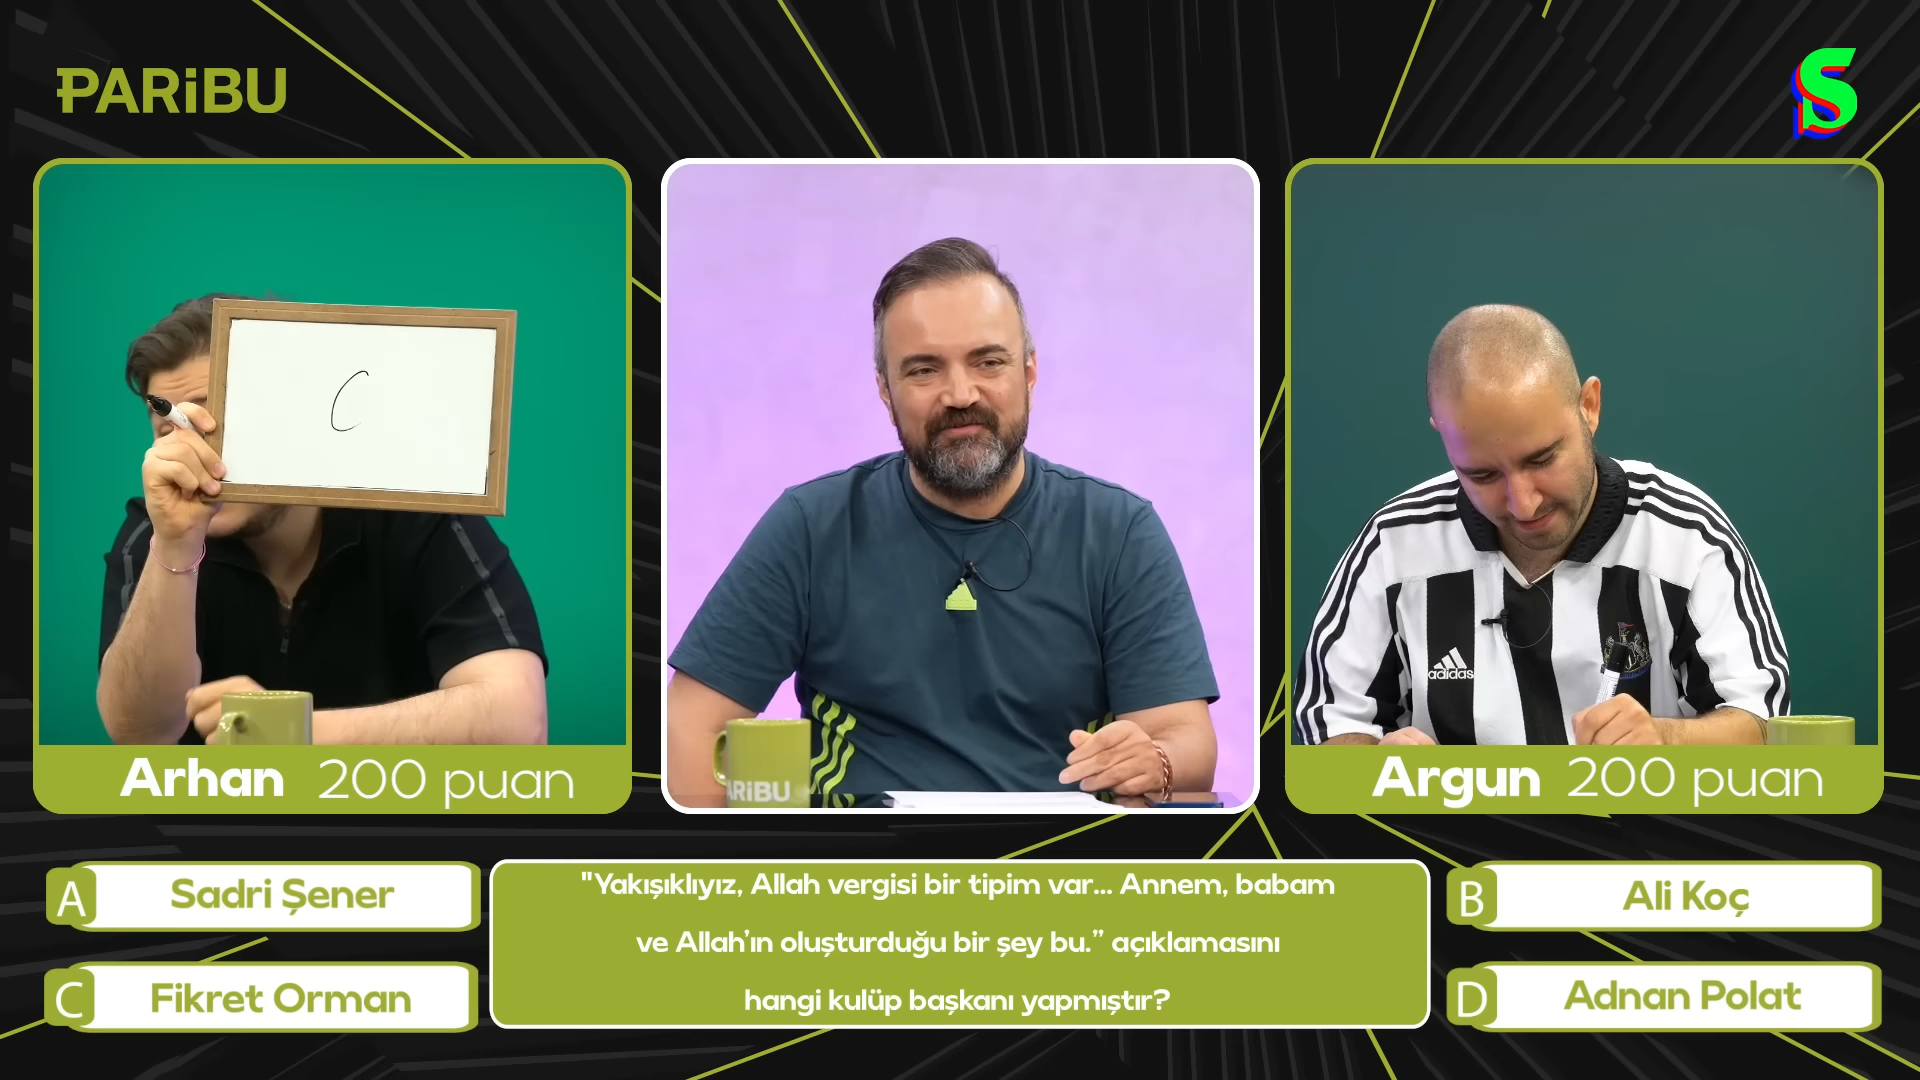 PARiBU
S
C
adidas
ARiBU
Arhan 200 puan
Argun 200 puan
A Sadri Şener
"Yakışıklıyız, Allah vergisi bir tipim var... Annem, babam
ve Allah’ın oluşturduğu bir şey bu.” açıklamasını
hangi kulüp başkanı yapmıştır?
B Ali Koç
C Fikret Orman
D Adnan Polat